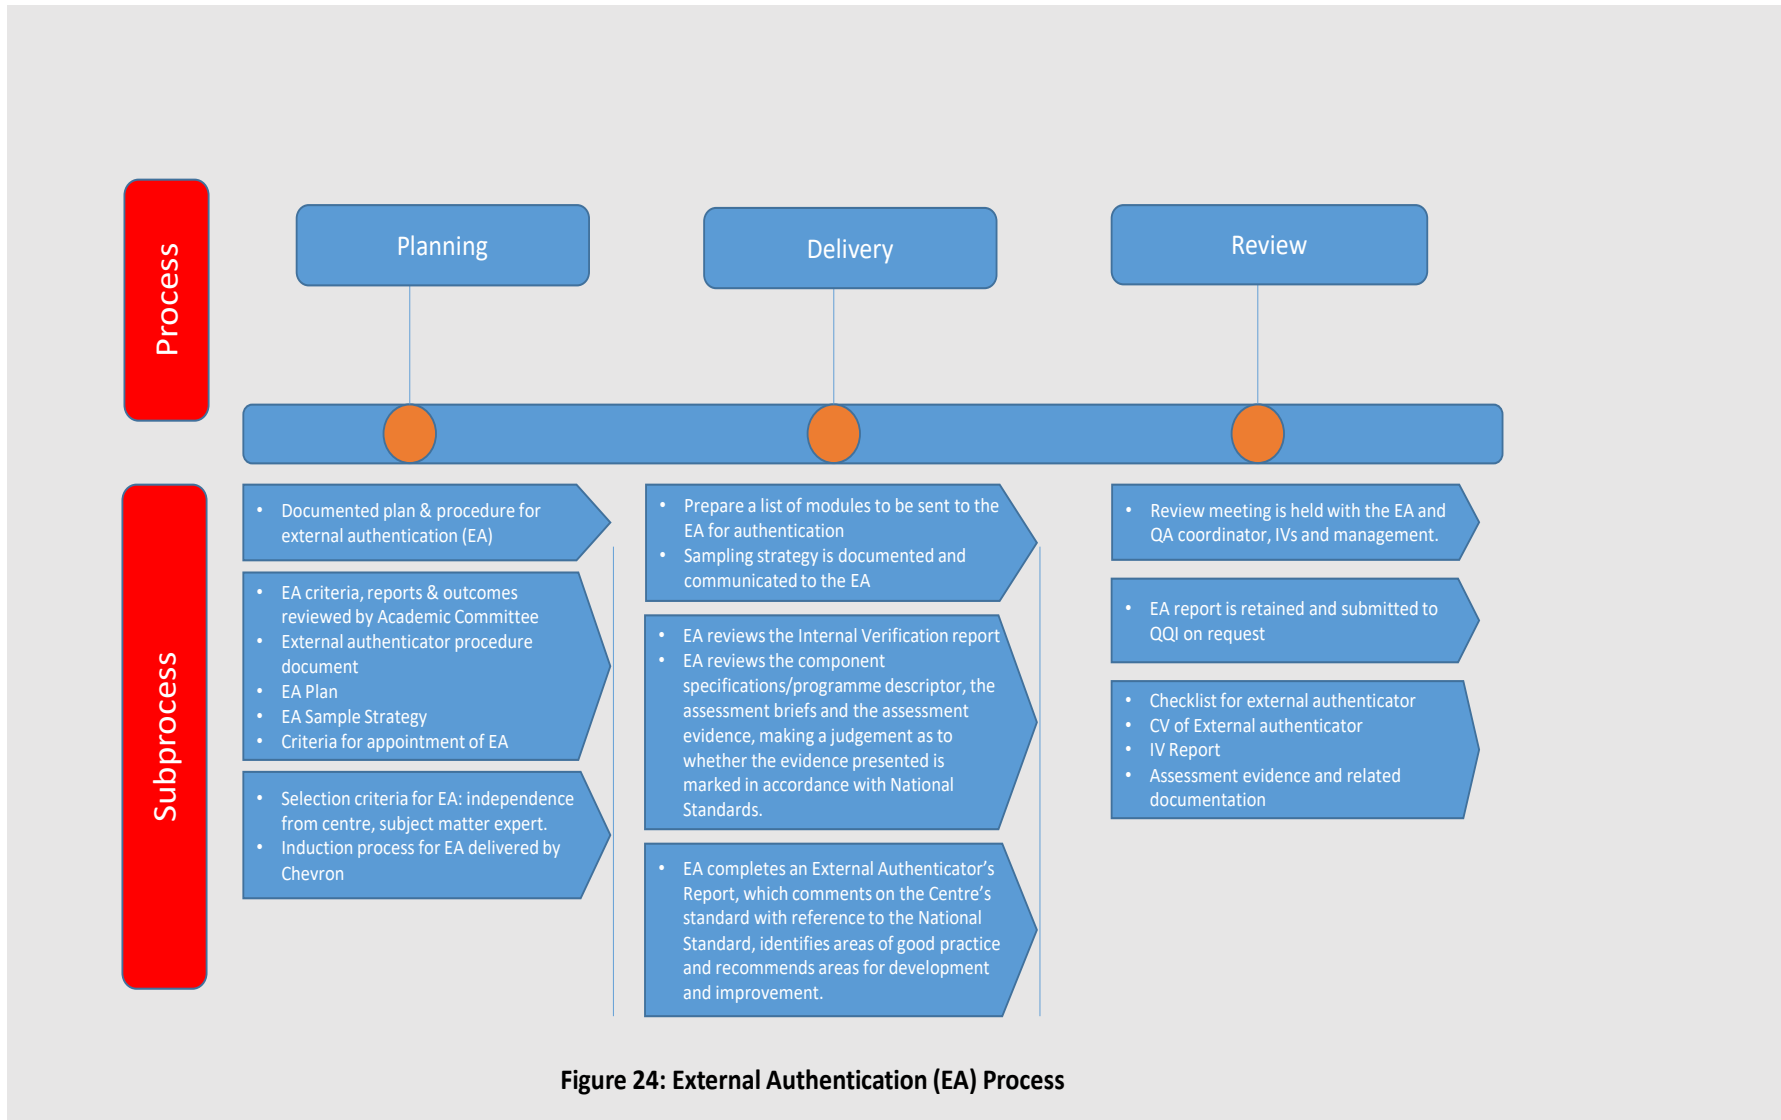 Process
Planning
Delivery
Review
Subprocess
• Documented plan & procedure for
external authentication (EA)
• EA criteria, reports & outcomes
reviewed by Academic Committee
• External authenticator procedure
document
• EA Plan
• EA Sample Strategy
• Criteria for appointment of EA
• Selection criteria for EA: independence
from centre, subject matter expert.
• Induction process for EA delivered by
Chevron
• Prepare a list of modules to be sent to the
EA for authentication
• Sampling strategy is documented and
communicated to the EA
• EA reviews the Internal Verification report
• EA reviews the component
specifications/programme descriptor, the
assessment briefs and the assessment
evidence, making a judgement as to
whether the evidence presented is
marked in accordance with National
Standards.
• EA completes an External Authenticator’s
Report, which comments on the Centre’s
standard with reference to the National
Standard, identifies areas of good practice
and recommends areas for development
and improvement.
• Review meeting is held with the EA and
QA coordinator, IVs and management.
• EA report is retained and submitted to
QQI on request
• Checklist for external authenticator
• CV of External authenticator
• IV Report
• Assessment evidence and related
documentation
Figure 24: External Authentication (EA) Process